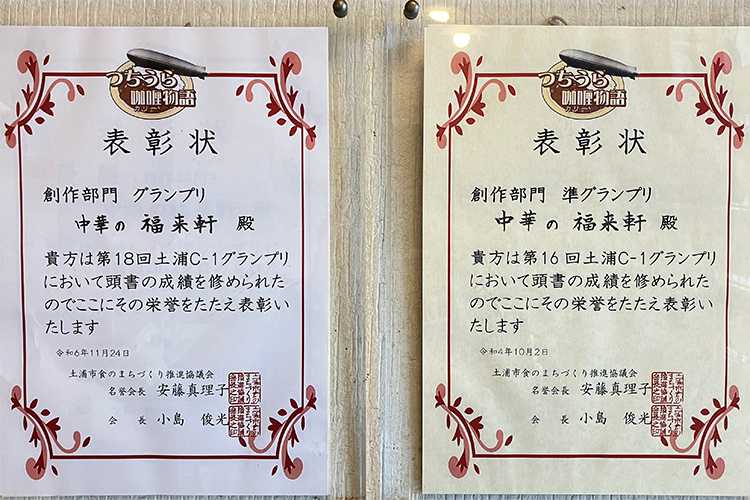 つちうら
咖喱物語
カリー
表彰状
創作部門 グランプリ
中華の 福来軒 殿
貴方は第18回土浦C-1グランプリ
において頭書の成績を修められた
のでここにその栄誉をたたえ表彰い
たします
令和6年11月24日
土浦市食のまちづくり推進協議会
名誉会長 安藤真理子
会 長 小島 俊光
つちうら
咖喱物語
カリー
表彰状
創作部門 準グランプリ
中華の 福来軒 殿
貴方は第16回土浦C-1グランプリ
において頭書の成績を修められた
のでここにその栄誉をたたえ表彰い
たします
令和4年10月2日
土浦市食のまちづくり推進協議会
名誉会長 安藤真理子
会 長 小島 俊光